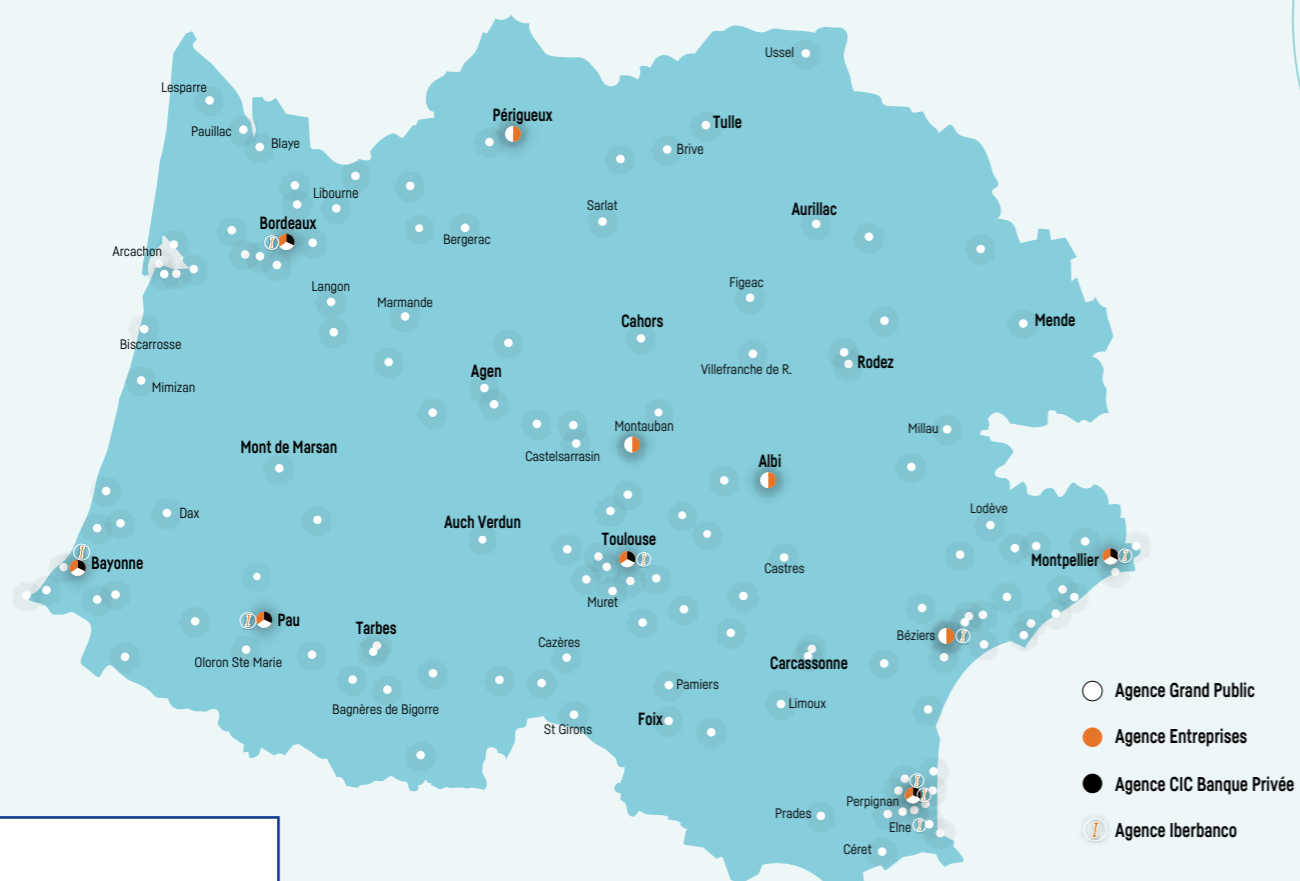 Ussel
Lesparre
Périgueux
Tulle
Pauillac
Blaye
Brive
Libourne
Sarlat
Aurillac
Bordeaux
Bergerac
Arcachon
Figeac
Langon
Marmande
Cahors
Mende
Biscarrosse
Rodez
Villefranche de R.
Agen
Mimizan
Montauban
Millau
Mont de Marsan
Castelsarrasin
Albi
Lodève
Dax
Auch Verdun
Toulouse
Bayonne
Montpellier
Castres
Muret
Pau
Tarbes
Béziers
Cazères
Oloron Ste Marie
Carcassonne
Pamiers
Bagnères de Bigorre
Limoux
Foix
St Girons
Perpignan
Prades
Elne
Céret
Agence Grand Public
Agence Entreprises
Agence CIC Banque Privée
Agence Iberbanco